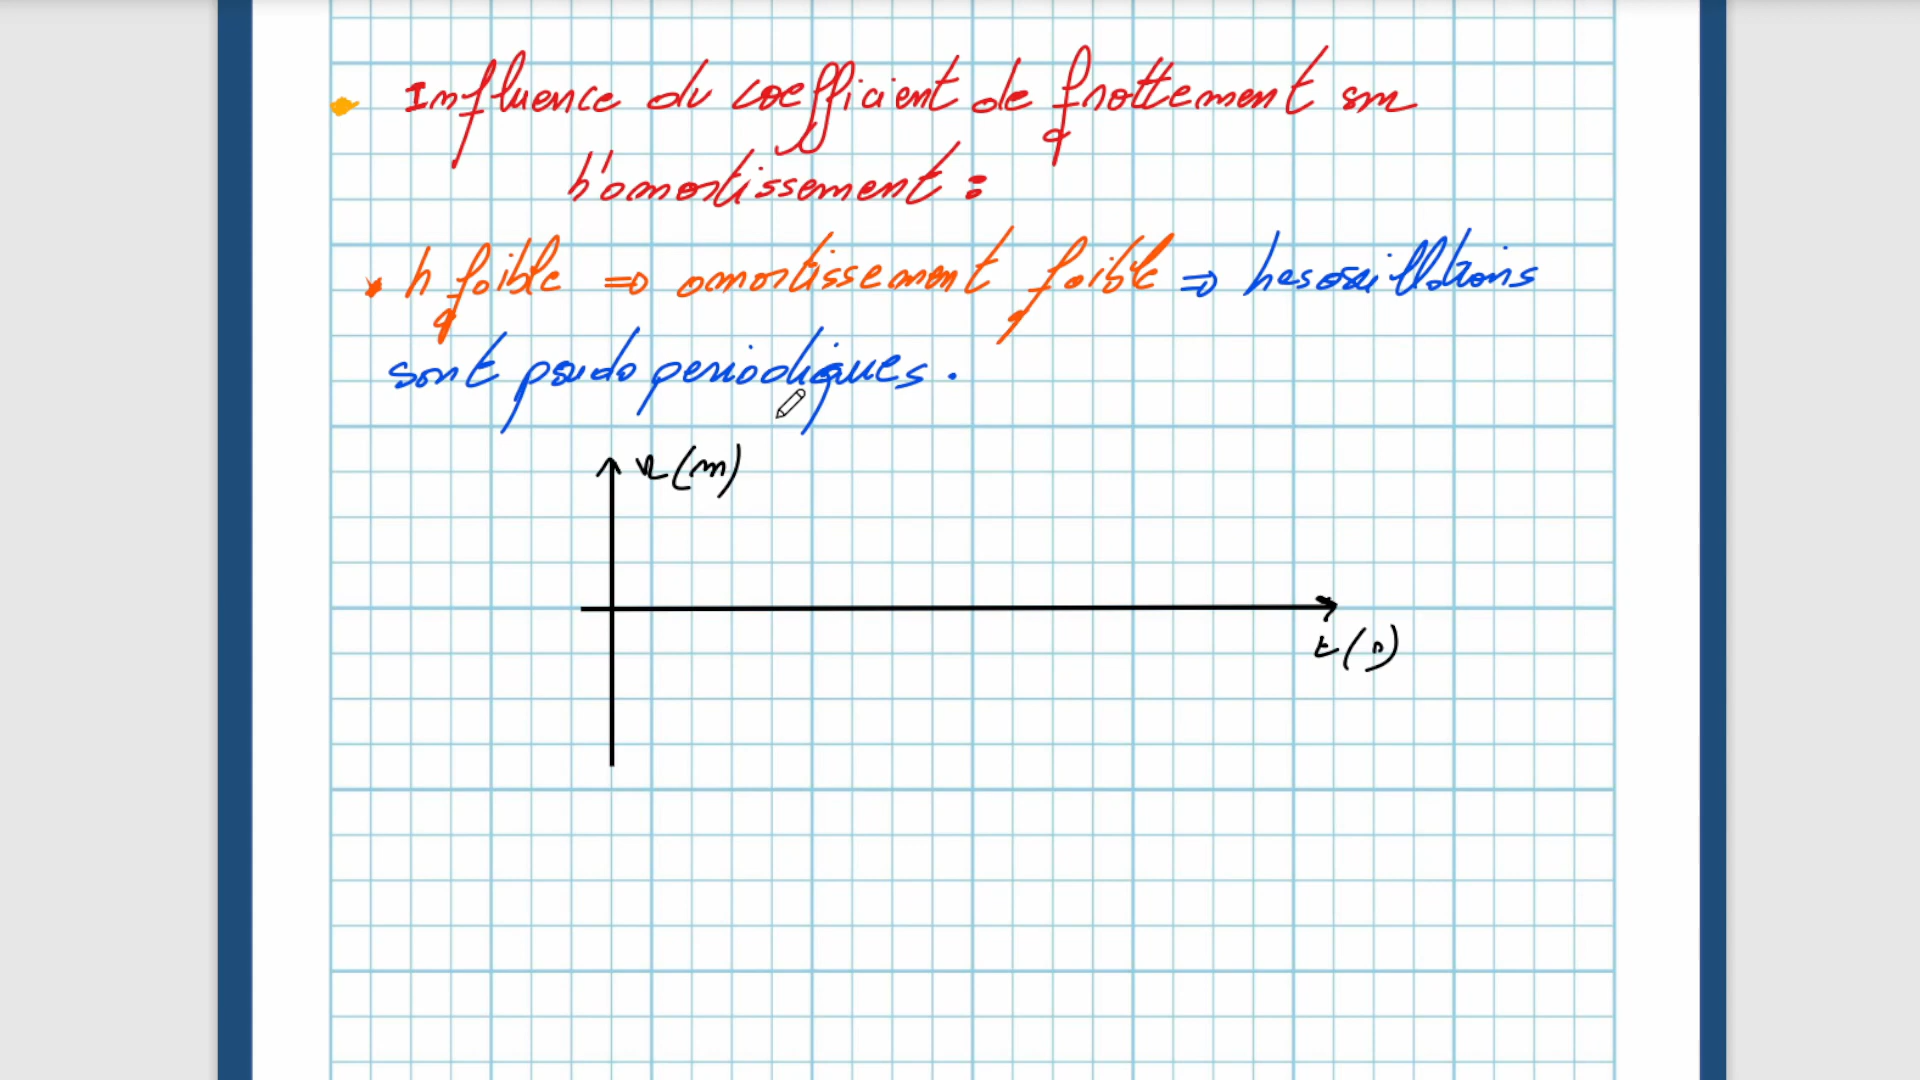 Influence du coefficient de frottement sur
l'amortissement :
h faible => amortissement faible => les oscillations
sont pseudo periodiques.
x(m)
t(s)